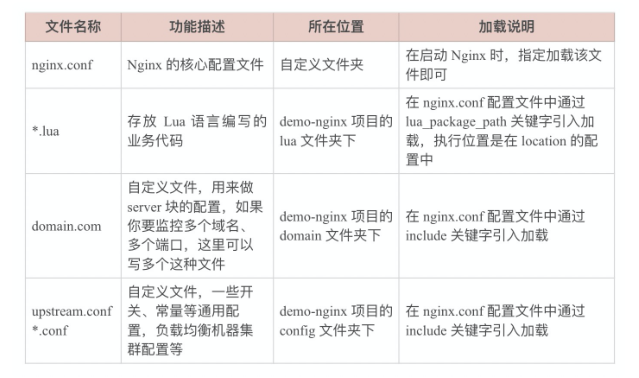 文件名称 功能描述 所在位置 加载说明
nginx.conf Nginx 的核心配置文件 自定义文件夹 在启动 Nginx 时，指定加载该文
件即可
*.lua
存放 Lua 语言编写的
业务代码
demo-nginx 项目的
lua 文件夹下
在 nginx.conf 配置文件中通过
lua_package_path 关键字引入加
载，执行位置是在 location 的配
置中
domain.com
自定义文件，用来做
server 块的配置，如果
你要监控多个域名、
多个端口，这里可以
写多个这种文件
demo-nginx 项目的
domain 文件夹下
在 nginx.conf 配置文件中通过
include 关键字引入加载
upstream.conf
*.conf
自定义文件，一些开
关、常量等通用配
置，负载均衡机器集
群配置等
demo-nginx 项目的
config 文件夹下
在 nginx.conf 配置文件中通过
include 关键字引入加载